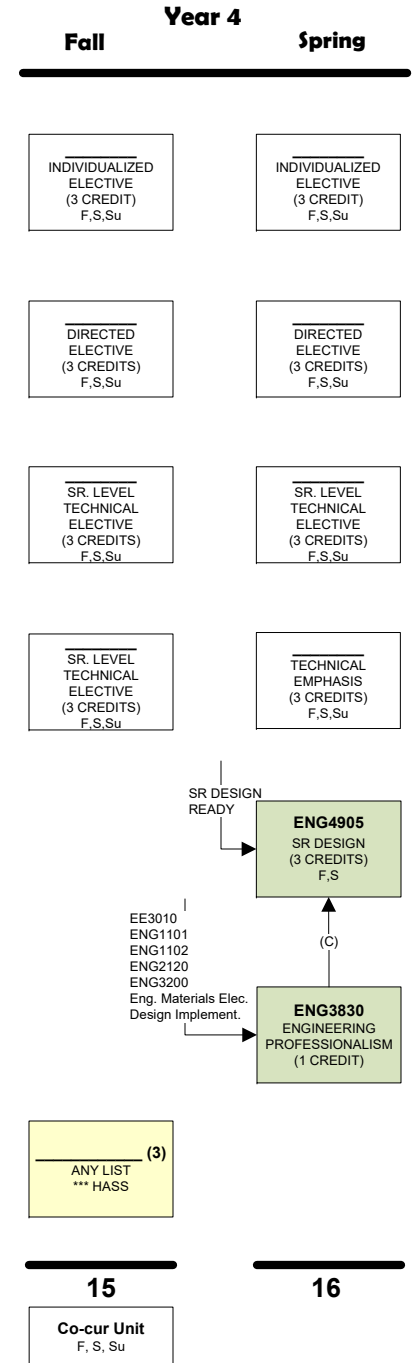 Year 4
Fall
Spring
INDIVIDUALIZED
ELECTIVE
(3 CREDIT)
F,S,Su
INDIVIDUALIZED
ELECTIVE
(3 CREDIT)
F,S,Su
DIRECTED
ELECTIVE
(3 CREDITS)
F,S,Su
DIRECTED
ELECTIVE
(3 CREDITS)
F,S,Su
SR. LEVEL
TECHNICAL
ELECTIVE
(3 CREDITS)
F,S,Su
SR. LEVEL
TECHNICAL
ELECTIVE
(3 CREDITS)
F,S,Su
SR. LEVEL
TECHNICAL
ELECTIVE
(3 CREDITS)
F,S,Su
TECHNICAL
EMPHASIS
(3 CREDITS)
F,S,Su
SR DESIGN
READY
ENG4905
SR DESIGN
(3 CREDITS)
F,S
EE3010
ENG1101
ENG1102
ENG2120
ENG3200
Eng. Materials Elec.
Design Implement.
(C)
ENG3830
ENGINEERING
PROFESSIONALISM
(1 CREDIT)
(3)
ANY LIST
*** HASS
15
16
Co-cur Unit
F, S, Su